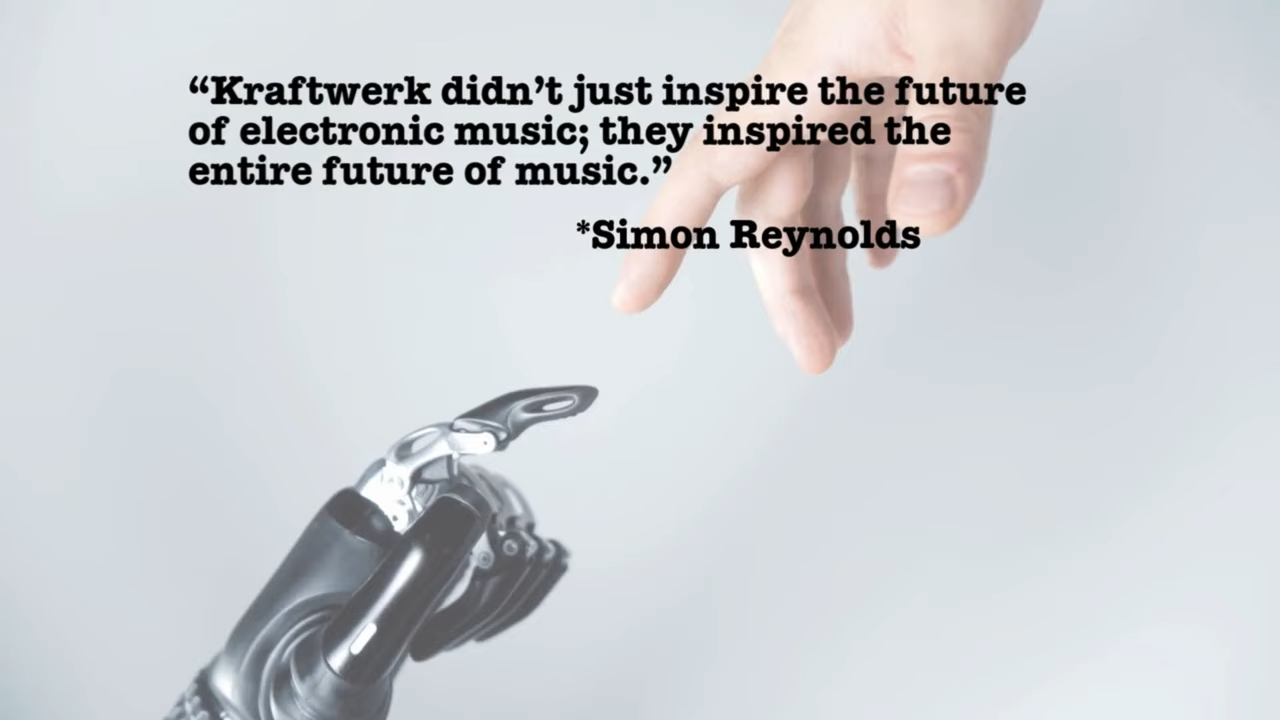 “Kraftwerk didn’t just inspire the future
of electronic music; they inspired the
entire future of music.”
*Simon Reynolds